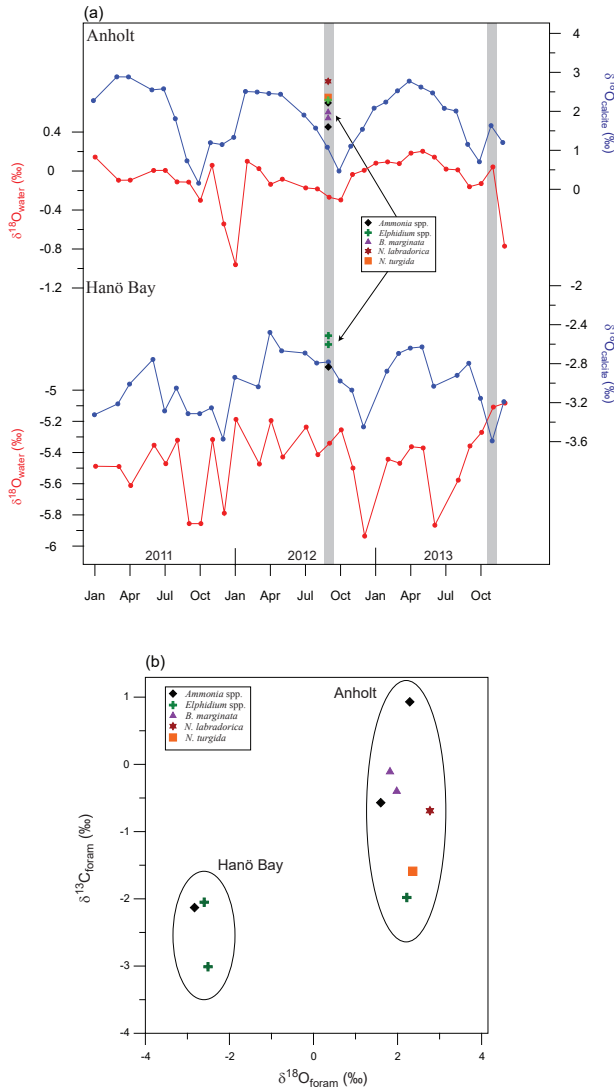 (a)
Anholt
4
3
2
1
0
δ18Ocalcite (‰)
0.4
0
-0.4
-0.8
-1.2
δ18Owater (‰)
Ammonia spp.
Elphidium spp.
B. marginata
N. labradorica
N. turgida
Hanö Bay
-2
-2.4
-2.8
-3.2
-3.6
δ18Ocalcite (‰)
-5
-5.2
-5.4
-5.6
-5.8
-6
δ18Owater (‰)
2011 2012 2013
Jan Apr Jul Oct Jan Apr Jul Oct Jan Apr Jul Oct
(b)
Ammonia spp.
Elphidium spp.
B. marginata
N. labradorica
N. turgida
Anholt
Hanö Bay
1
0
-1
-2
-3
-4
δ13Cforam (‰)
-4 -2 0 2 4
δ18Oforam (‰)